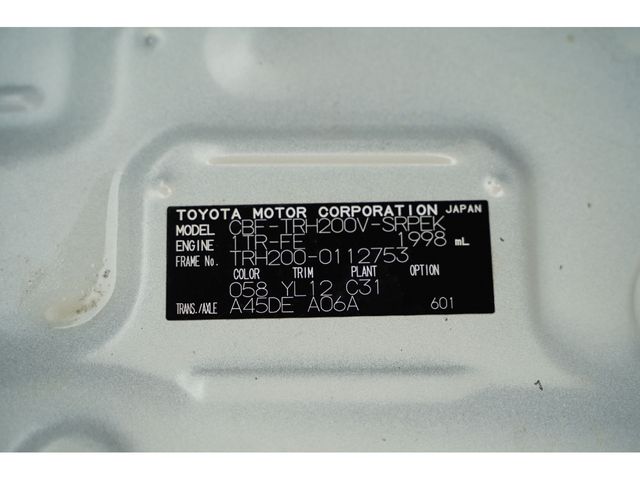 TOYOTA MOTOR CORPORATION JAPAN
MODEL CBF-TRH200V-SRPEK
ENGINE 1TR-FE 1998 mL
FRAME No. TRH200-0112753
COLOR TRIM PLANT OPTION
058 YL12 C31
TRANS./AXLE A45DE A06A 601